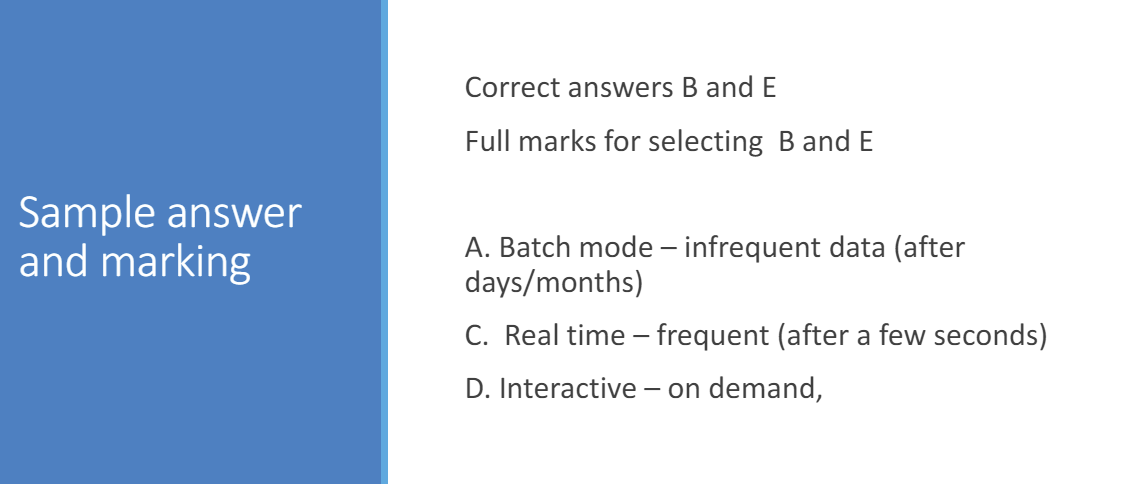 Sample answer
and marking
Correct answers B and E
Full marks for selecting  B and E
A. Batch mode – infrequent data (after
days/months)
C.  Real time – frequent (after a few seconds)
D. Interactive – on demand,